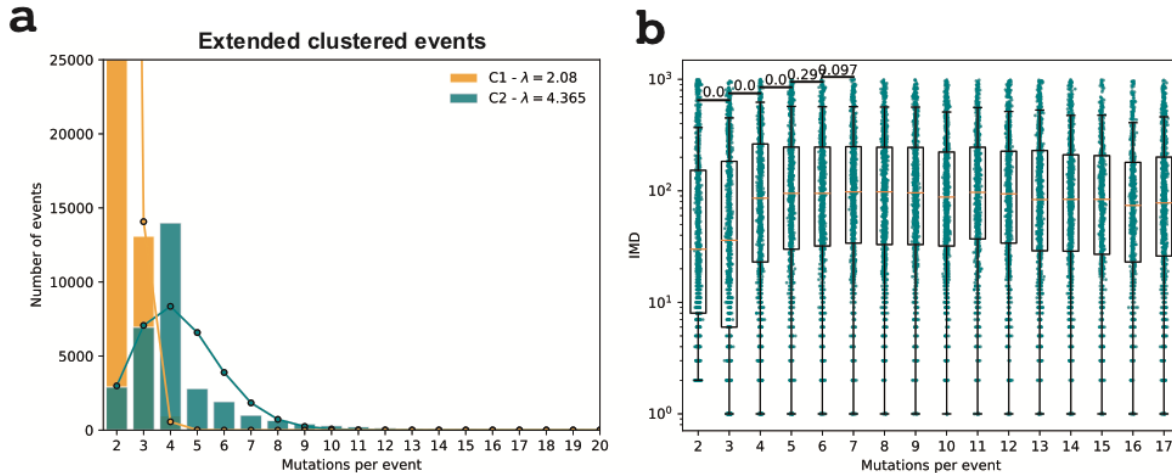 a
Extended clustered events
25000
20000
15000
10000
5000
0
Number of events
C1 - λ = 2.08
C2 - λ = 4.365
2 3 4 5 6 7 8 9 10 11 12 13 14 15 16 17 18 19 20
Mutations per event
b
10³
10²
10¹
10⁰
IMD
0.0 0.0 0.0 0.297 0.097
2 3 4 5 6 7 8 9 10 11 12 13 14 15 16 17
Mutations per event